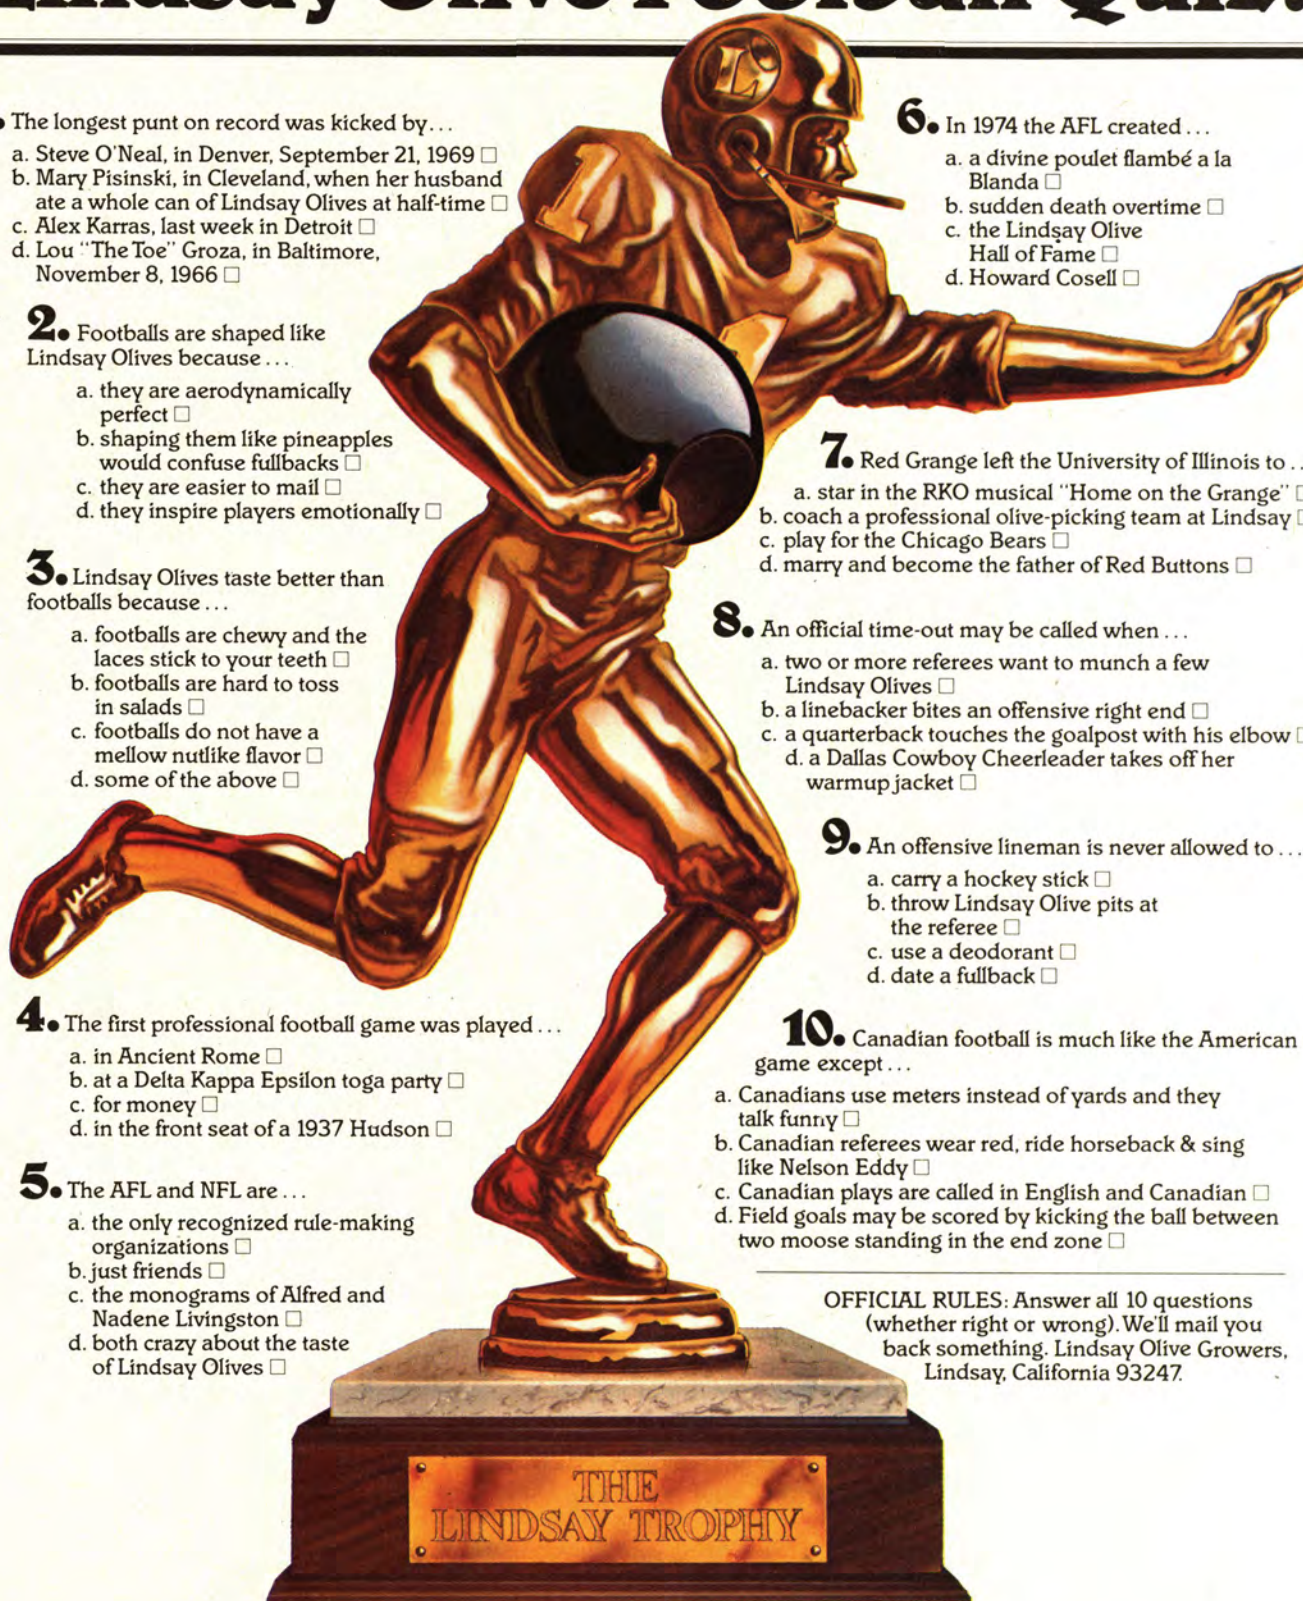 Lindsay Olive Football Quiz.
The longest punt on record was kicked by...
a. Steve O'Neal, in Denver, September 21, 1969 □
b. Mary Pisinski, in Cleveland, when her husband
ate a whole can of Lindsay Olives at half-time □
c. Alex Karras, last week in Detroit □
d. Lou "The Toe" Groza, in Baltimore,
November 8, 1966 □
2. Footballs are shaped like
Lindsay Olives because...
a. they are aerodynamically
perfect □
b. shaping them like pineapples
would confuse fullbacks □
c. they are easier to mail □
d. they inspire players emotionally □
3. Lindsay Olives taste better than
footballs because...
a. footballs are chewy and the
laces stick to your teeth □
b. footballs are hard to toss
in salads □
c. footballs do not have a
mellow nutlike flavor □
d. some of the above □
4. The first professional football game was played...
a. in Ancient Rome □
b. at a Delta Kappa Epsilon toga party □
c. for money □
d. in the front seat of a 1937 Hudson □
5. The AFL and NFL are...
a. the only recognized rule-making
organizations □
b. just friends □
c. the monograms of Alfred and
Nadene Livingston □
d. both crazy about the taste
of Lindsay Olives □
6. In 1974 the AFL created...
a. a divine poulet flambé a la
Blanda □
b. sudden death overtime □
c. the Lindsay Olive
Hall of Fame □
d. Howard Cosell □
7. Red Grange left the University of Illinois to..
a. star in the RKO musical "Home on the Grange" □
b. coach a professional olive-picking team at Lindsay □
c. play for the Chicago Bears □
d. marry and become the father of Red Buttons □
8. An official time-out may be called when...
a. two or more referees want to munch a few
Lindsay Olives □
b. a linebacker bites an offensive right end □
c. a quarterback touches the goalpost with his elbow □
d. a Dallas Cowboy Cheerleader takes off her
warmup jacket □
9. An offensive lineman is never allowed to...
a. carry a hockey stick □
b. throw Lindsay Olive pits at
the referee □
c. use a deodorant □
d. date a fullback □
10. Canadian football is much like the American
game except...
a. Canadians use meters instead of yards and they
talk funny □
b. Canadian referees wear red, ride horseback & sing
like Nelson Eddy □
c. Canadian plays are called in English and Canadian □
d. Field goals may be scored by kicking the ball between
two moose standing in the end zone □
OFFICIAL RULES: Answer all 10 questions
(whether right or wrong). We'll mail you
back something. Lindsay Olive Growers,
Lindsay, California 93247.
L
1
THE
LINDSAY TROPHY